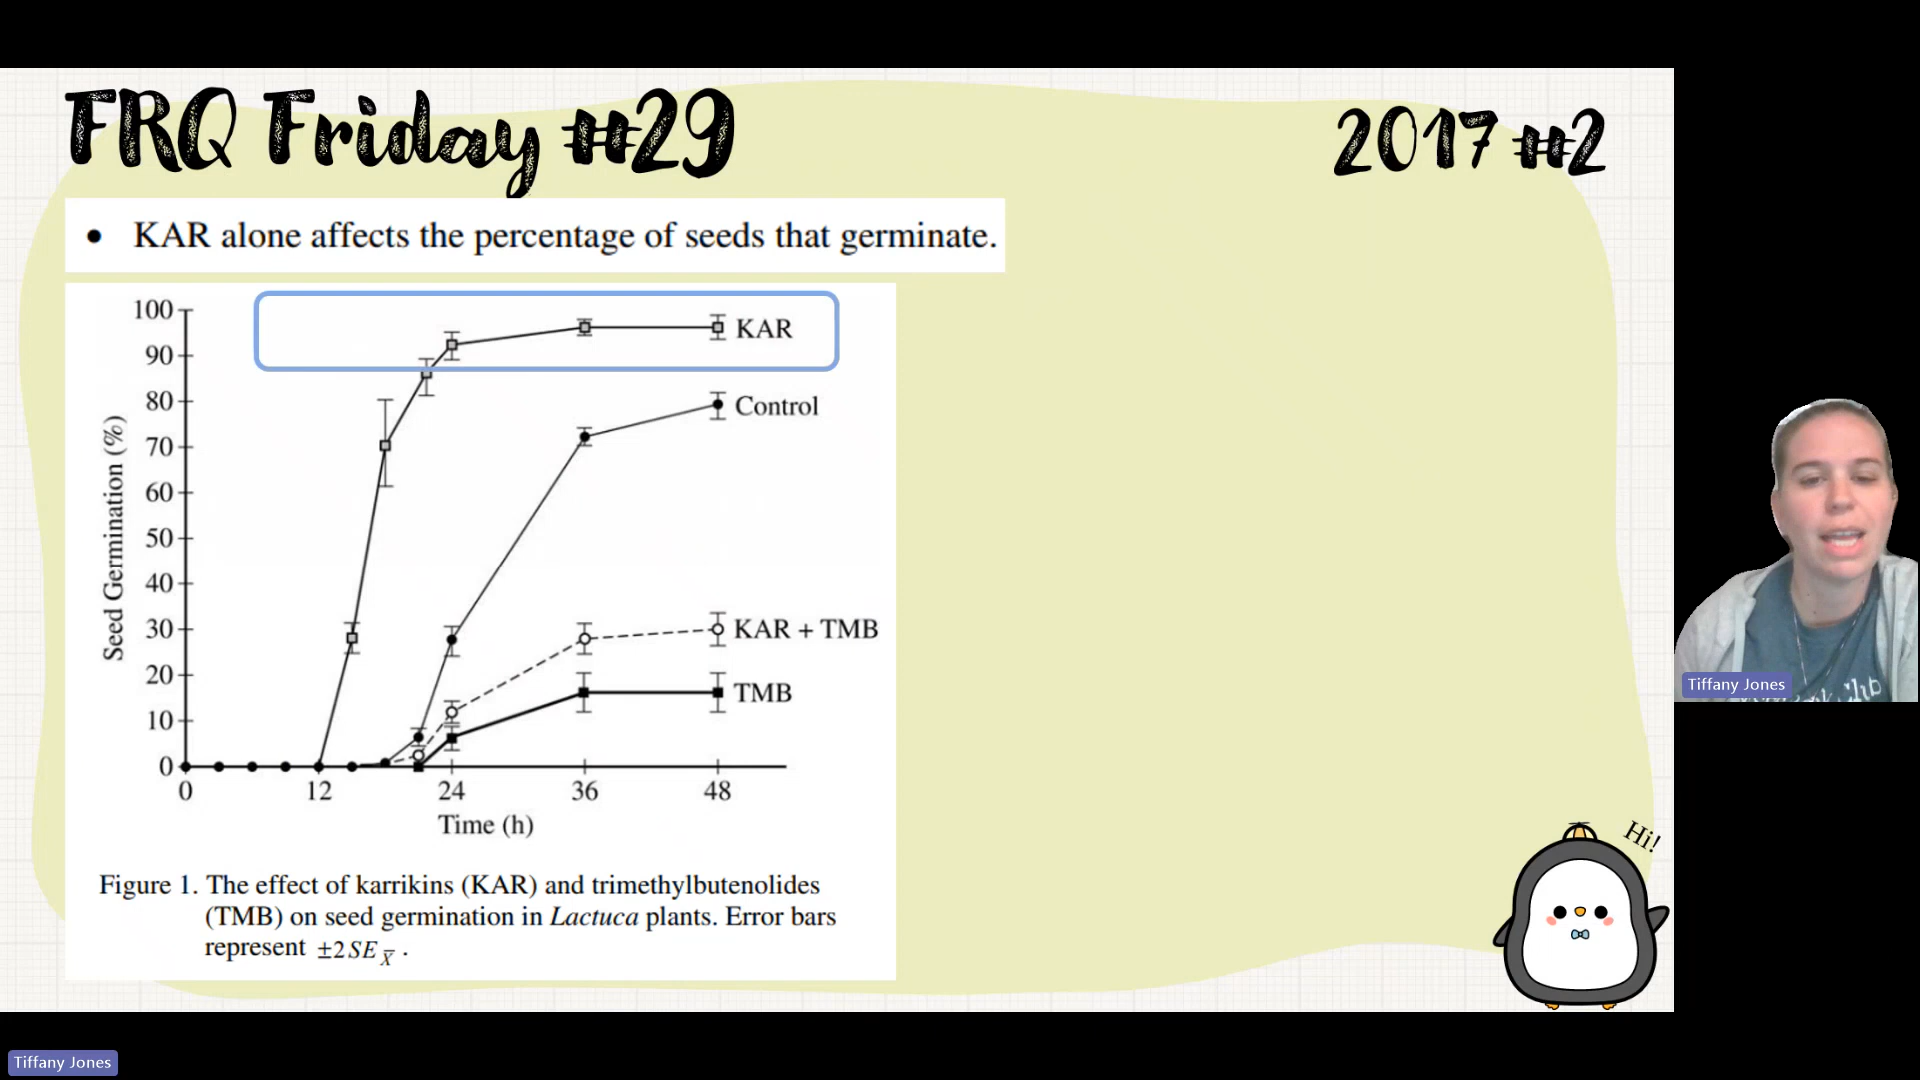 FRQ Friday #29
2017 #2
• KAR alone affects the percentage of seeds that germinate.
Seed Germination (%)
100
90
80
70
60
50
40
30
20
10
0
KAR
Control
KAR + TMB
TMB
0 12 24 36 48
Time (h)
Figure 1. The effect of karrikins (KAR) and trimethylbutenolides
(TMB) on seed germination in Lactuca plants. Error bars
represent ±2SE x̄ .
Hi!
Tiffany Jones
Tiffany Jones